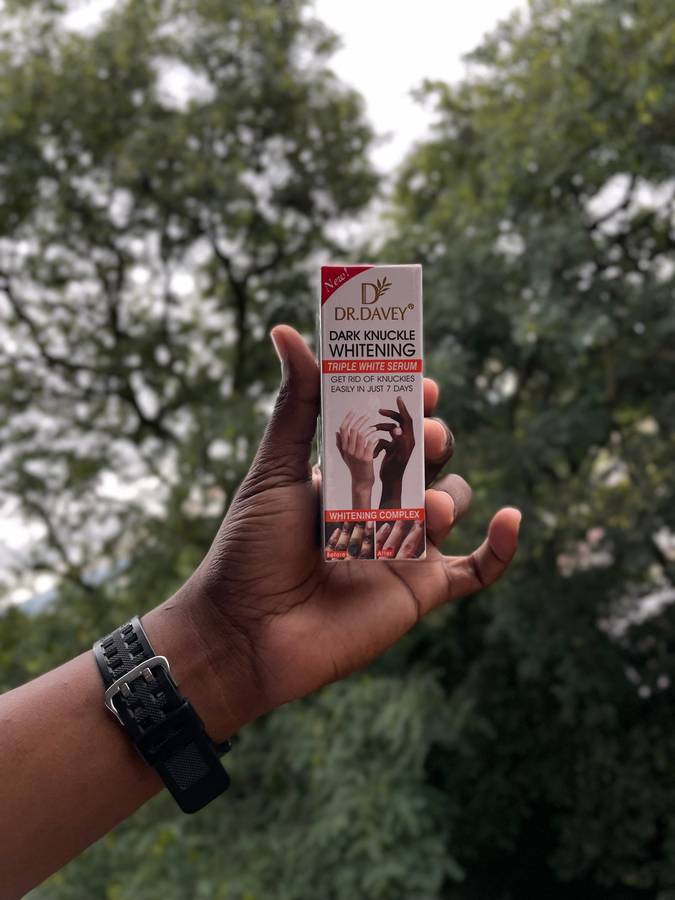 New!
D
DR.DAVEY®
DARK KNUCKLE
WHITENING
TRIPLE WHITE SERUM
GET RID OF KNUCKIES
EASILY IN JUST 7 DAYS
WHITENING COMPLEX
Before
After